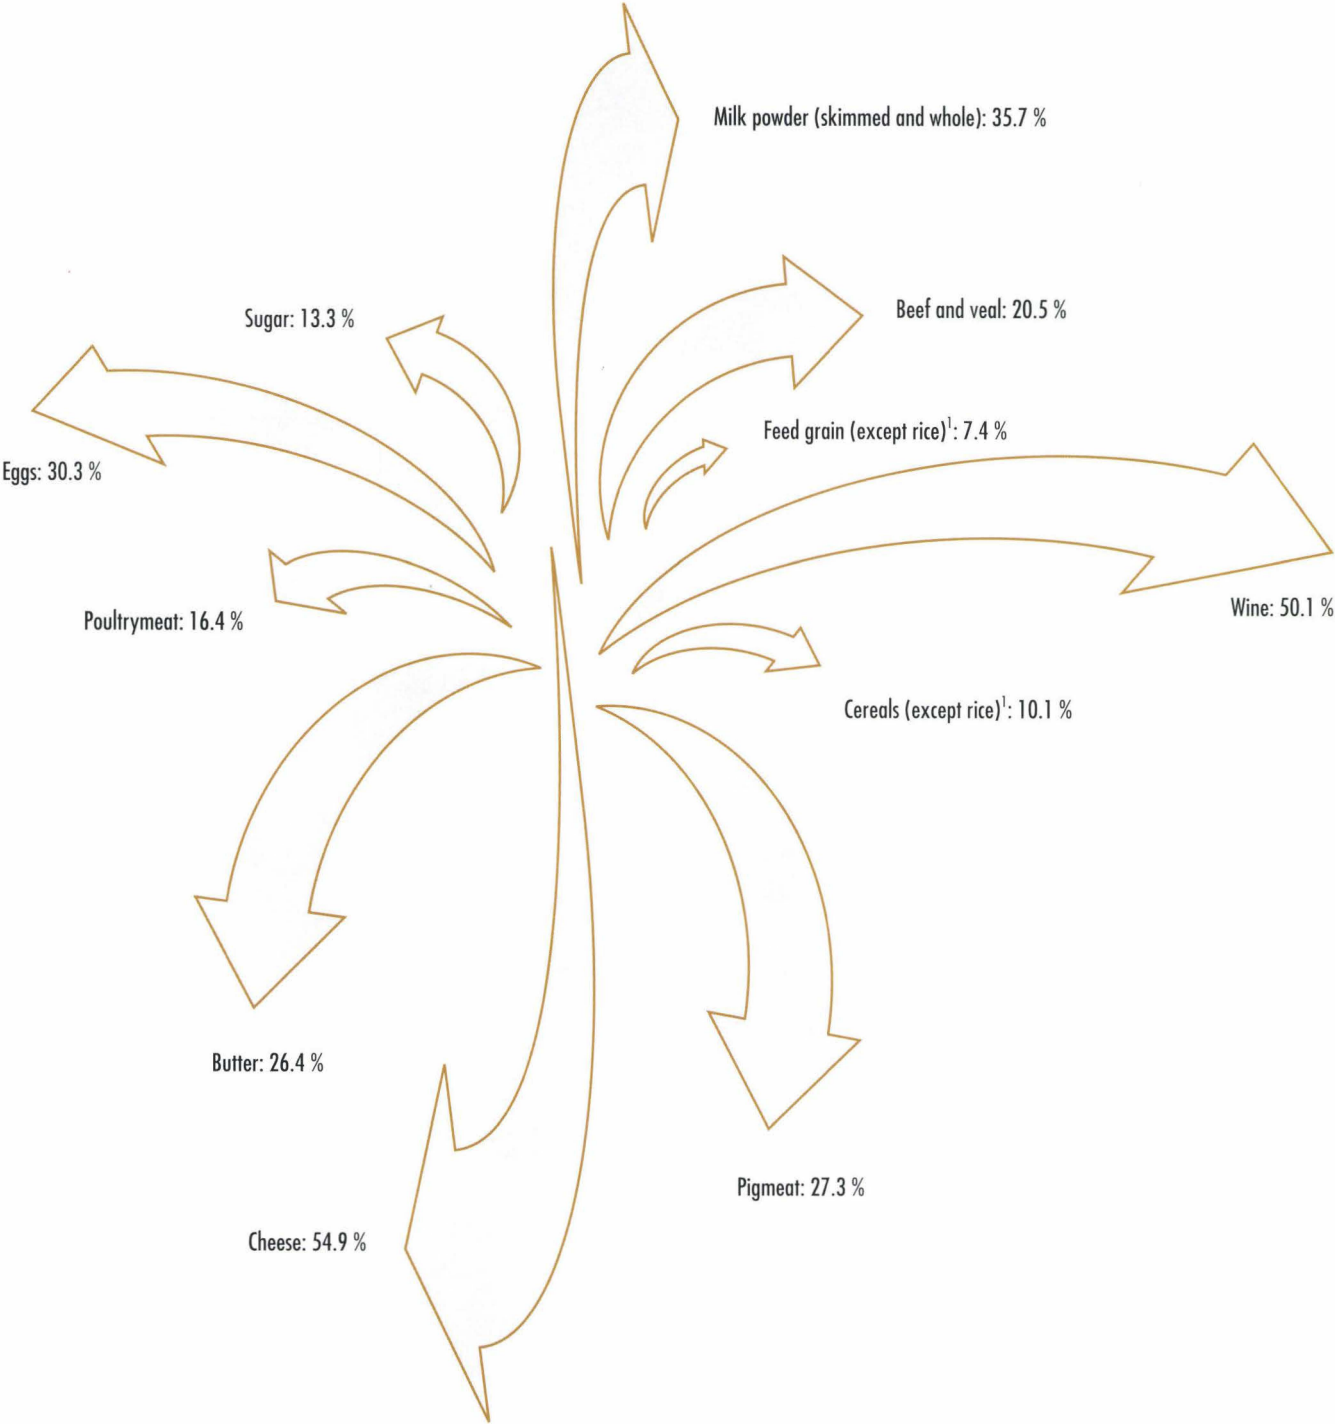 Milk powder (skimmed and whole): 35.7 %
Beef and veal: 20.5 %
Sugar: 13.3 %
Feed grain (except rice)¹: 7.4 %
Eggs: 30.3 %
Wine: 50.1 %
Poultrymeat: 16.4 %
Cereals (except rice)¹: 10.1 %
Butter: 26.4 %
Pigmeat: 27.3 %
Cheese: 54.9 %